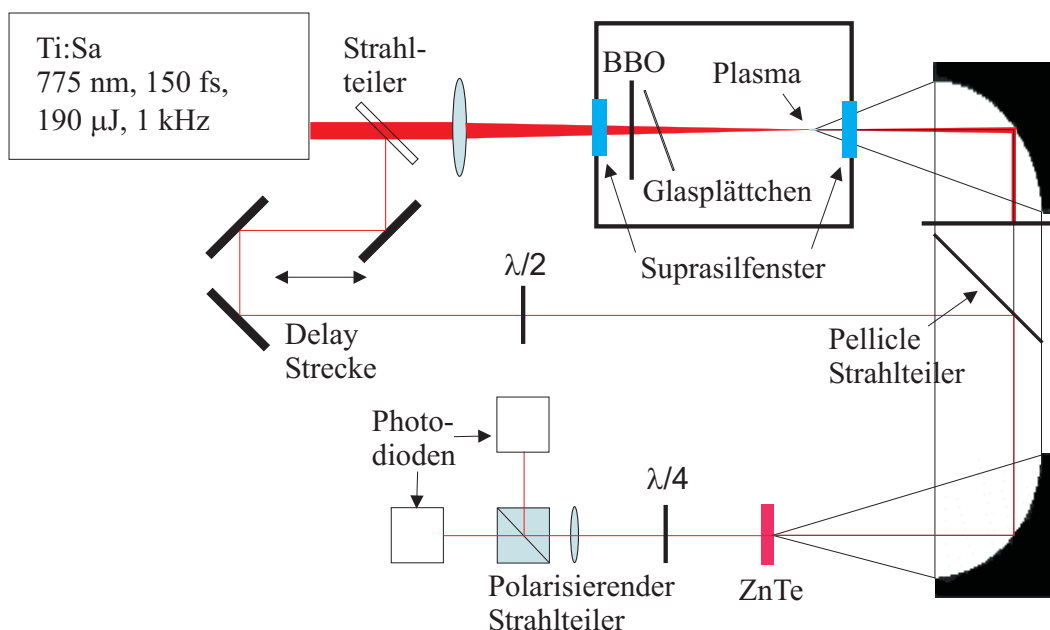 Ti:Sa
775 nm, 150 fs,
190 μJ, 1 kHz
Strahl-
teiler
BBO
Plasma
Glasplättchen
Suprasilfenster
λ/2
Delay
Strecke
Pellicle
Strahlteiler
Photo-
dioden
λ/4
Polarisierender
Strahlteiler
ZnTe